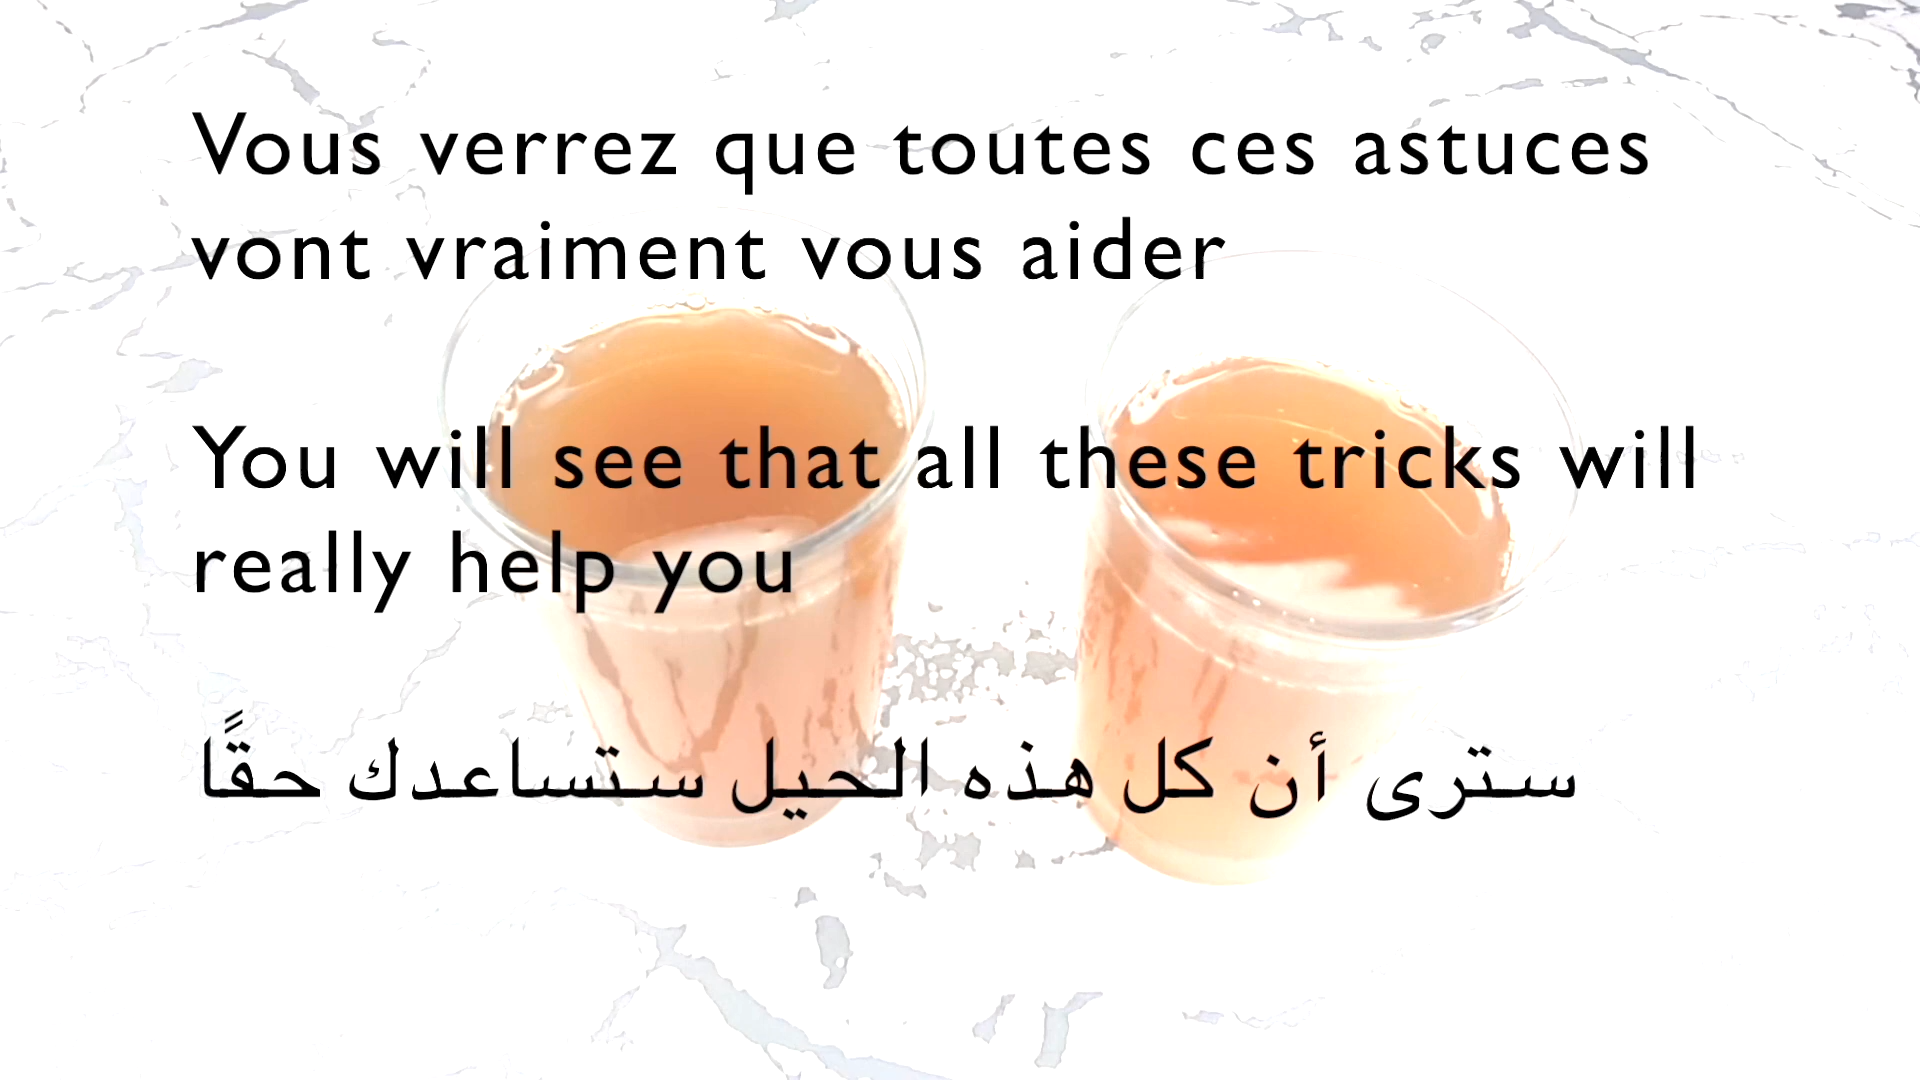 Vous verrez que toutes ces astuces
vont vraiment vous aider
You will see that all these tricks will
really help you
سترى أن كل هذه الحيل ستساعدك حقًا